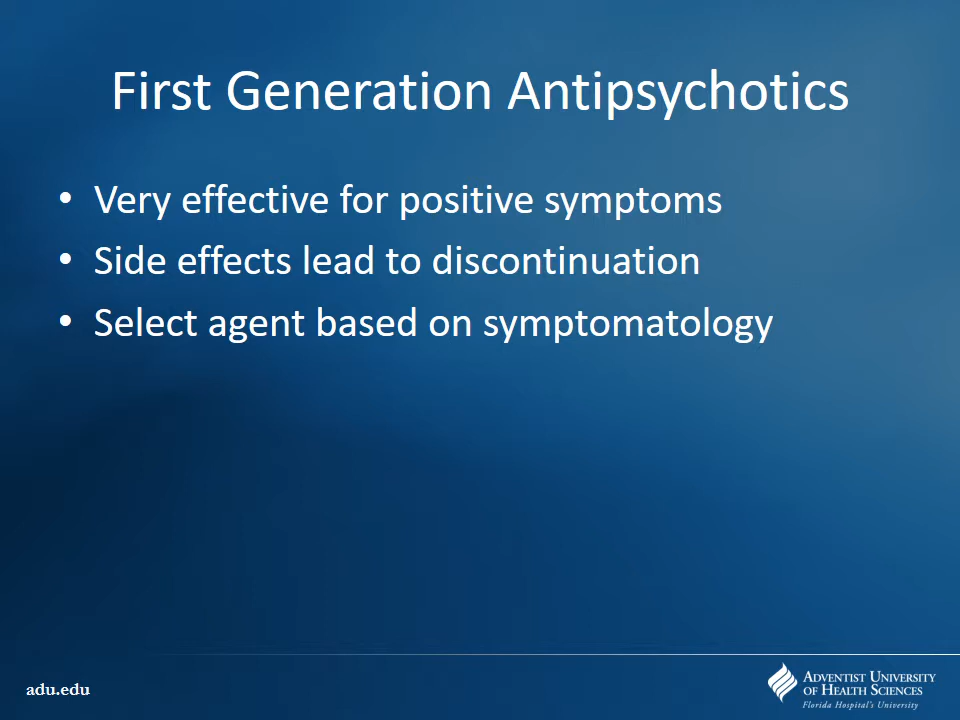 First Generation Antipsychotics
• Very effective for positive symptoms
• Side effects lead to discontinuation
• Select agent based on symptomatology
adu.edu
ADVENTIST UNIVERSITY
OF HEALTH SCIENCES
Florida Hospital's University